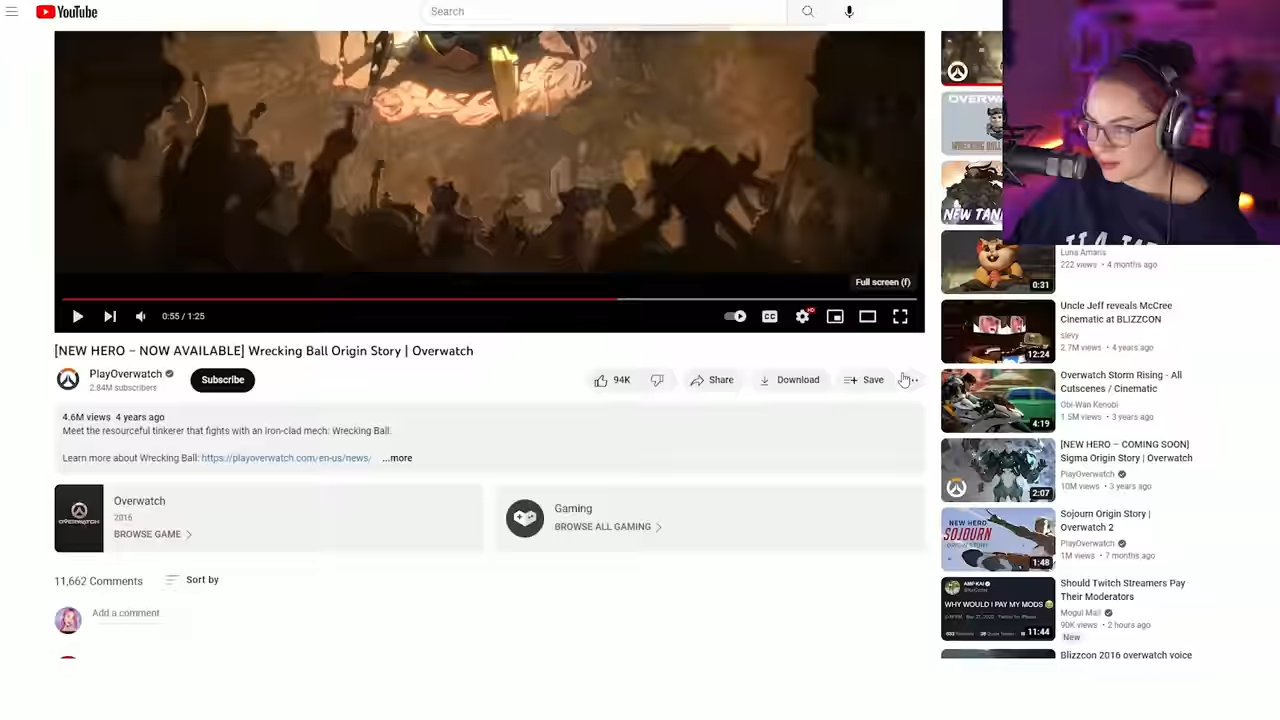 YouTube
Search
Full screen (f)
0:55 / 1:25
CC
HD
[NEW HERO – NOW AVAILABLE] Wrecking Ball Origin Story | Overwatch
PlayOverwatch
2.84M subscribers
Subscribe
94K
Share
Download
Save
4.6M views 4 years ago
Meet the resourceful tinkerer that fights with an iron-clad mech: Wrecking Ball.
Learn more about Wrecking Ball: https://playoverwatch.com/en-us/news/ ...more
OVERWATCH
Overwatch
2016
BROWSE GAME
Gaming
BROWSE ALL GAMING
11,662 Comments
Sort by
Add a comment
OVERWA
WRECKING BALL
NEW TAN
0:31
Luna Amaris
222 views • 4 months ago
12:24
Uncle Jeff reveals McCree
Cinematic at BLIZZCON
slevy
2.7M views • 4 years ago
4:19
Overwatch Storm Rising - All
Cutscenes / Cinematic
Obi-Wan Kenobi
1.5M views • 3 years ago
2:07
[NEW HERO – COMING SOON]
Sigma Origin Story | Overwatch
PlayOverwatch
10M views • 3 years ago
NEW HERO
SOJOURN
1:48
Sojourn Origin Story |
Overwatch 2
PlayOverwatch
1M views • 7 months ago
WHY WOULD I PAY MY MODS
11:44
Should Twitch Streamers Pay
Their Moderators
Mogul Mail
90K views • 2 hours ago
New
Blizzcon 2016 overwatch voice